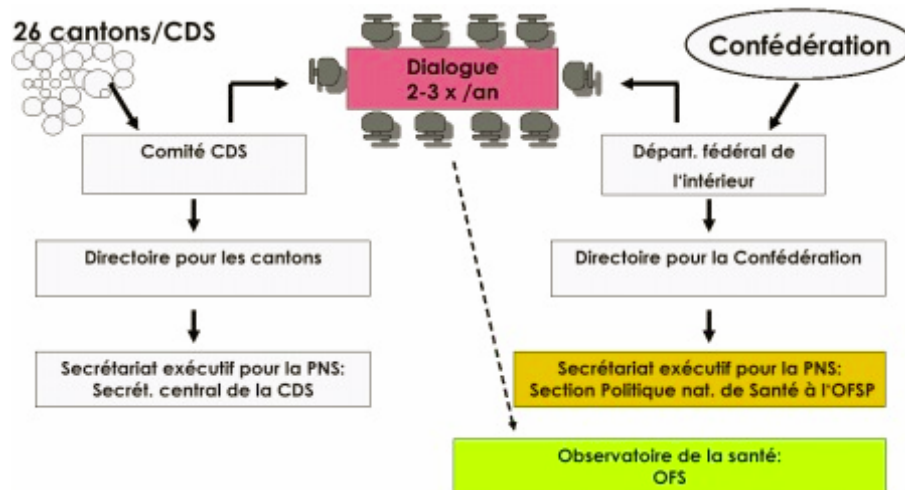 26 cantons/CDS
Dialogue
2-3 x /an
Confédération
Comité CDS
Départ. fédéral de
l'intérieur
Directoire pour les cantons
Directoire pour la Confédération
Secrétariat exécutif pour la PNS:
Secrét. central de la CDS
Secrétariat exécutif pour la PNS:
Section Politique nat. de Santé à l'OFSP
Observatoire de la santé:
OFS